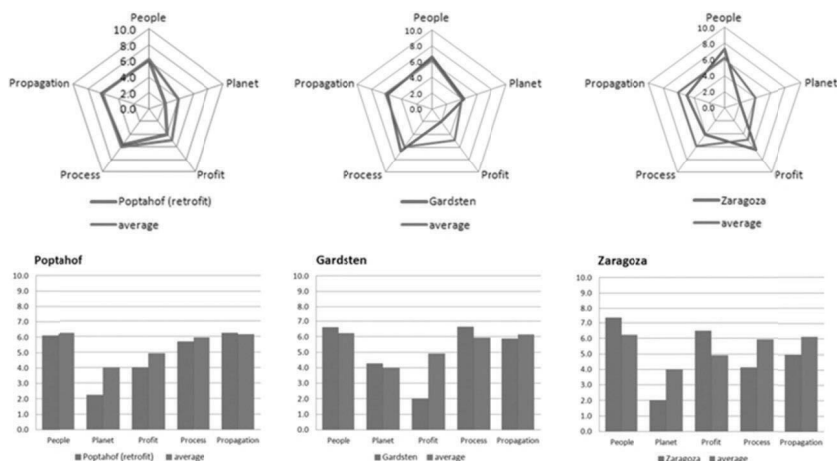 People
10.0
8.0
6.0
4.0
2.0
0.0
Propagation
Planet
Process
Profit
Poptahof (retrofit)
average
People
10.0
8.0
6.0
4.0
2.0
0.0
Propagation
Planet
Process
Profit
Gardsten
average
People
10.0
8.0
6.0
4.0
2.0
0.0
Propagation
Planet
Process
Profit
Zaragoza
average
Poptahof
10.0
9.0
8.0
7.0
6.0
5.0
4.0
3.0
2.0
1.0
0.0
People Planet Profit Process Propagation
Poptahof (retrofit) average
Gardsten
10.0
9.0
8.0
7.0
6.0
5.0
4.0
3.0
2.0
1.0
0.0
People Planet Profit Process Propagation
Gardsten average
Zaragoza
10.0
9.0
8.0
7.0
6.0
5.0
4.0
3.0
2.0
1.0
0.0
People Planet Profit Process Propagation
Zaragoza average